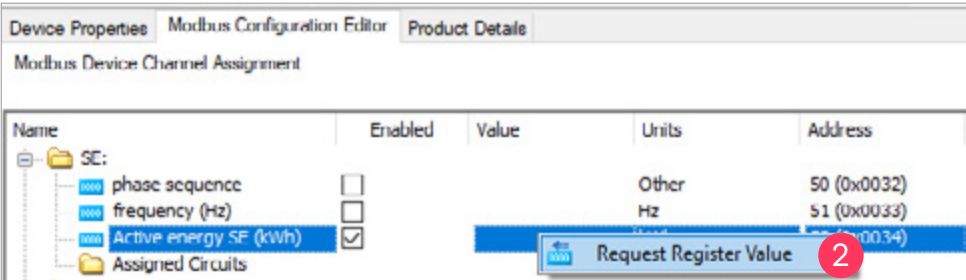 Device Properties Modbus Configuration Editor Product Details
Modbus Device Channel Assignment
Name Enabled Value Units Address
SE:
phase sequence Other 50 (0x0032)
frequency (Hz) Hz 51 (0x0033)
Active energy SE (kWh) (0x0034)
Request Register Value 2
Assigned Circuits